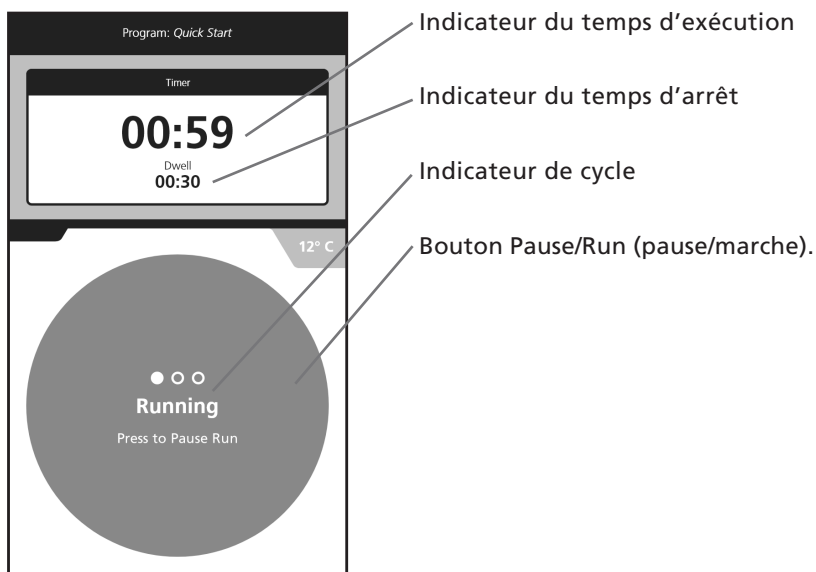 Program: Quick Start
Timer
00:59
Dwell
00:30
12° C
Running
Press to Pause Run
Indicateur du temps d’exécution
Indicateur du temps d’arrêt
Indicateur de cycle
Bouton Pause/Run (pause/marche).